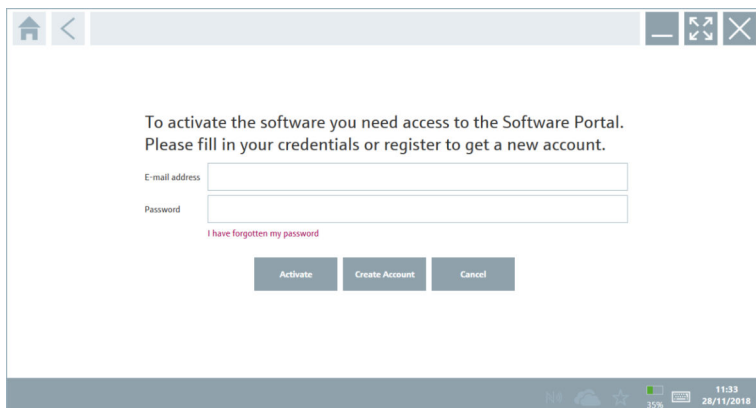 To activate the software you need access to the Software Portal.
Please fill in your credentials or register to get a new account.
E-mail address
Password
I have forgotten my password
Activate
Create Account
Cancel
35%
11:33
28/11/2018